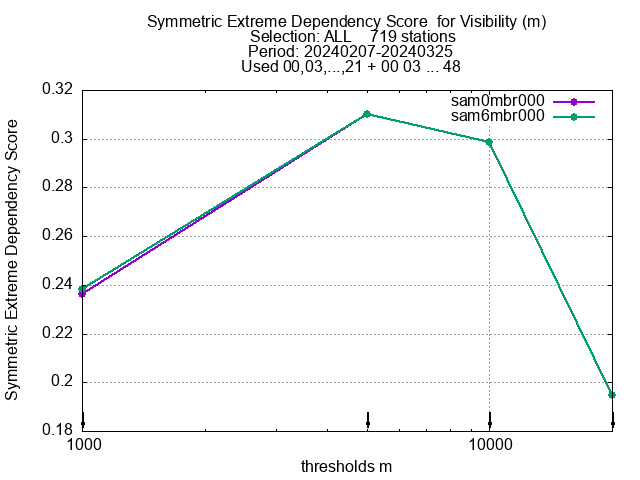 Symmetric Extreme Dependency Score  for Visibility (m)
Selection: ALL    719 stations
Period: 20240207-20240325
Used 00,03,...,21 + 00 03 ... 48
sam0mbr000
sam6mbr000
Symmetric Extreme Dependency Score
0.32
0.3
0.28
0.26
0.24
0.22
0.2
0.18
1000
10000
thresholds m